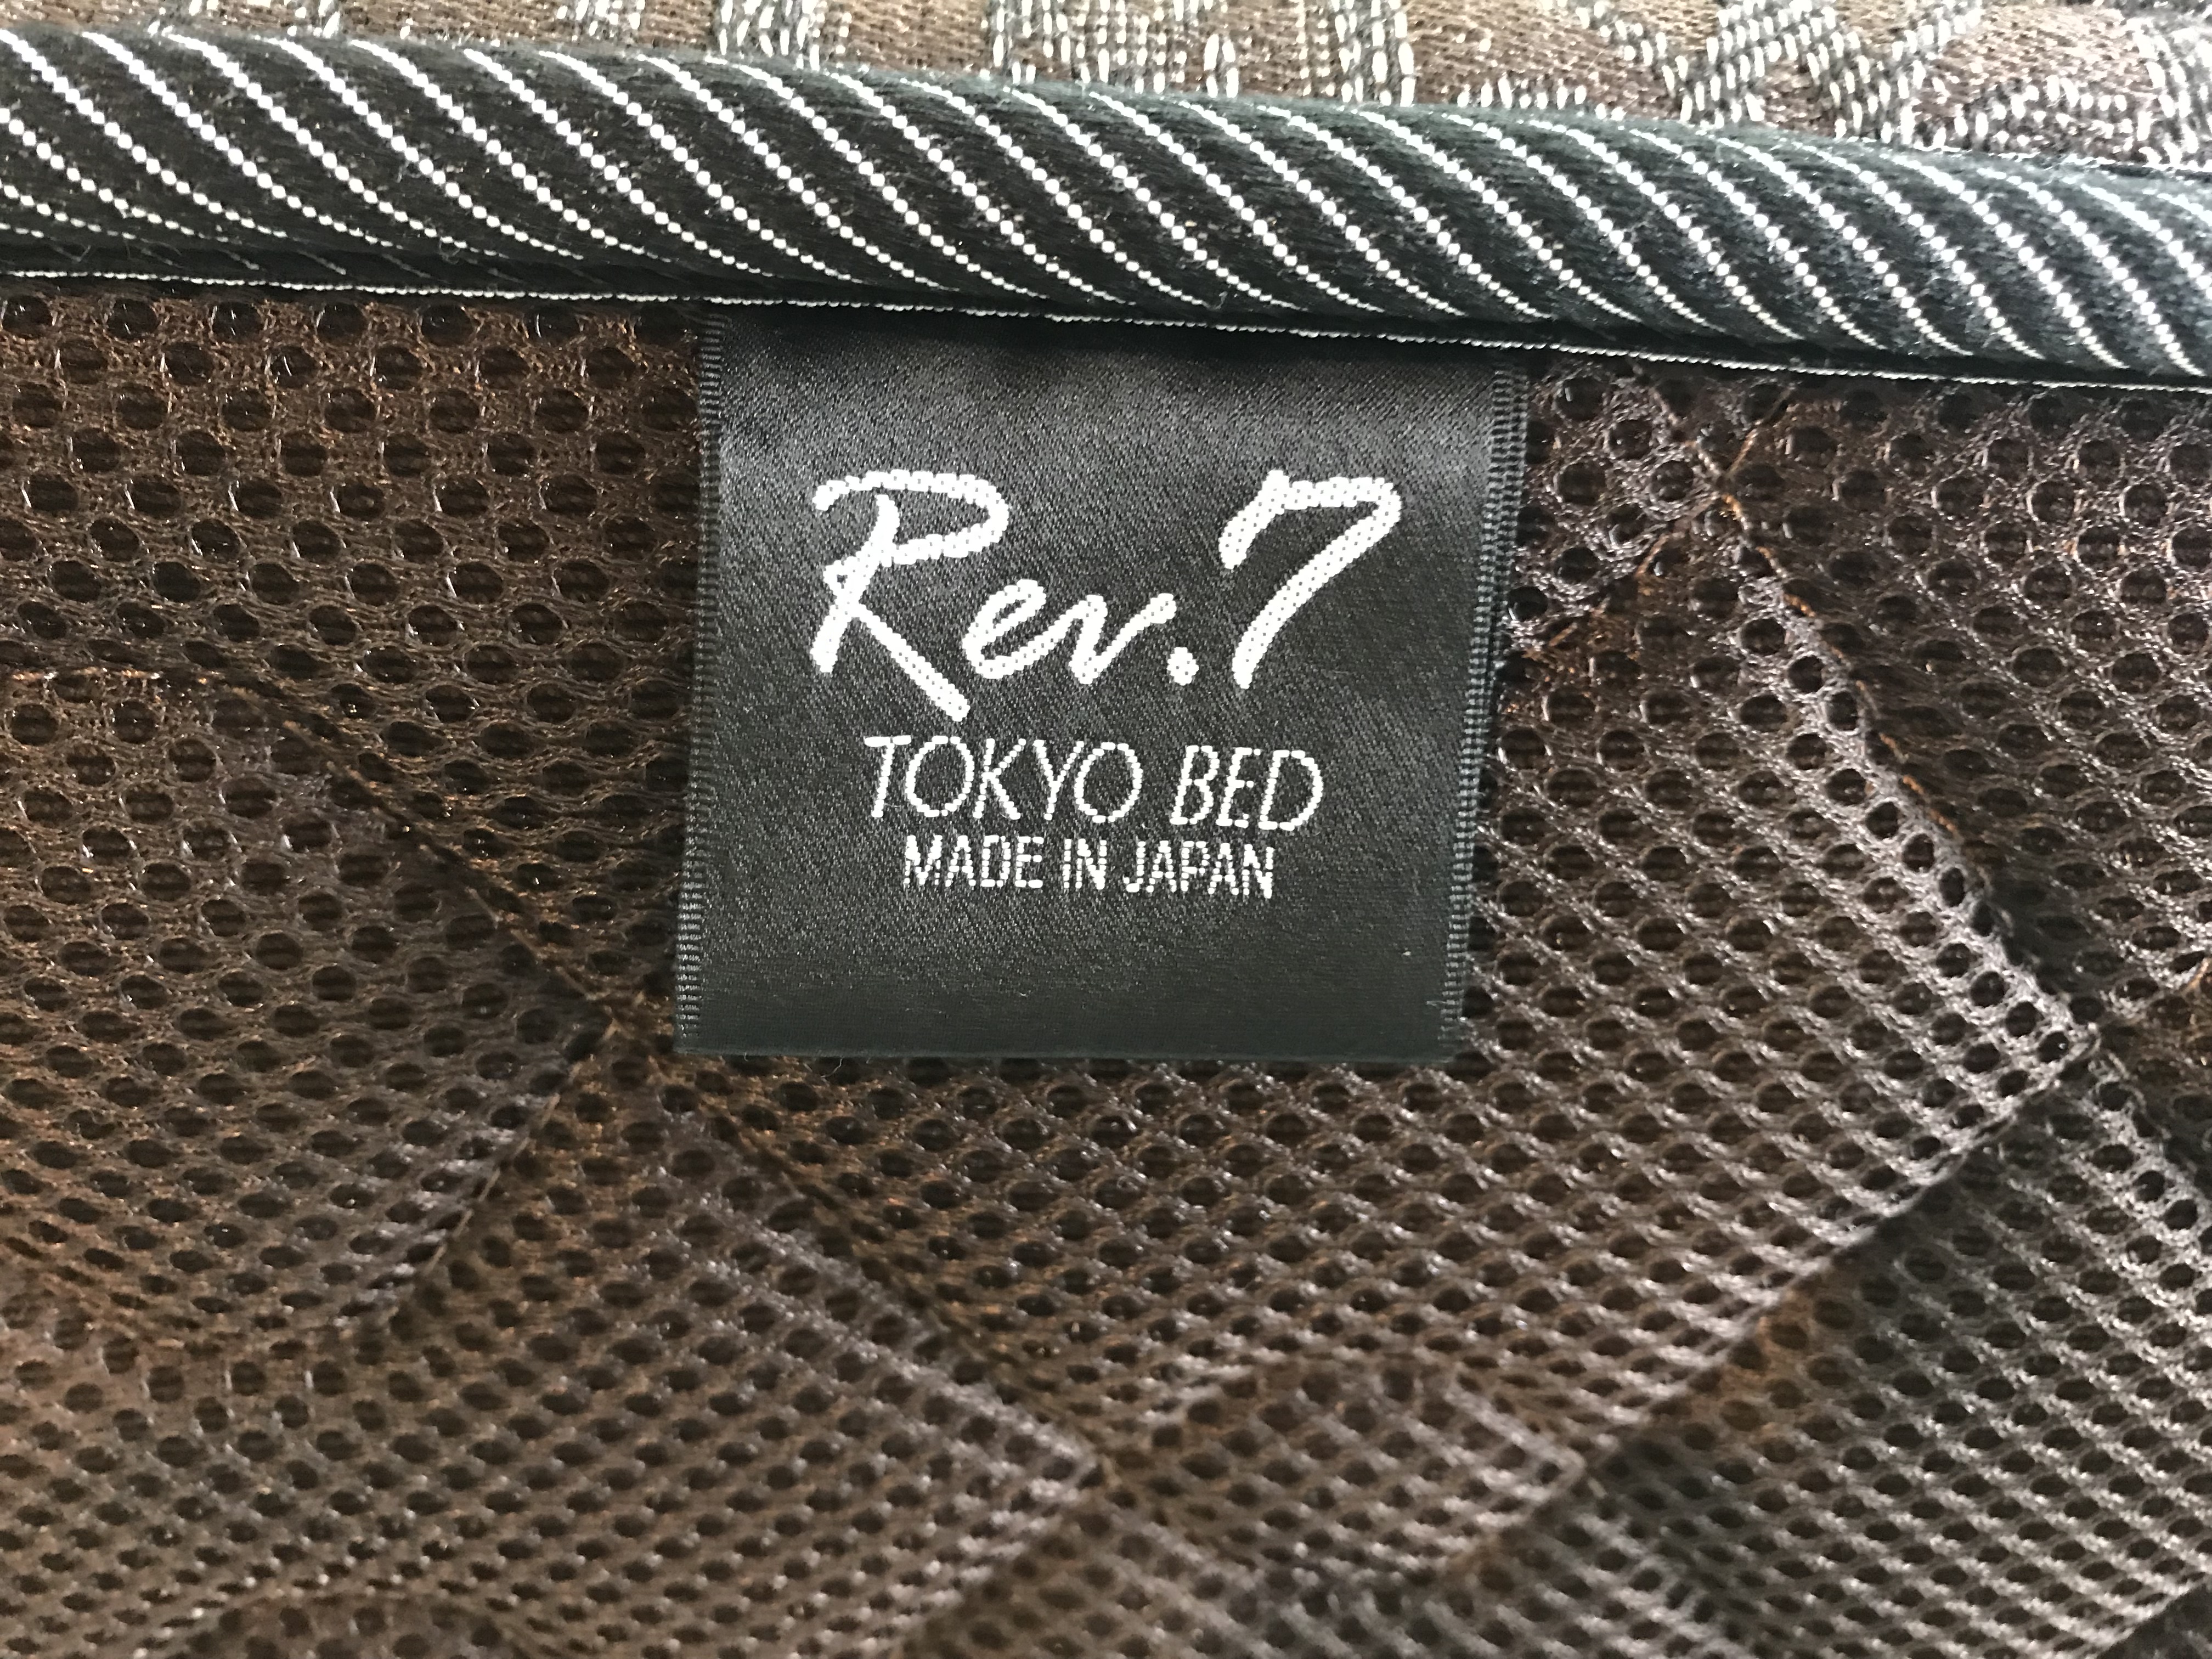 Rev.7
TOKYO BED
MADE IN JAPAN